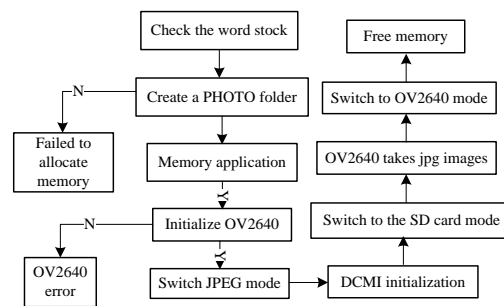 Check the word stock
N
Create a PHOTO folder
Failed to
allocate
memory
Memory application
Y
N
Initialize OV2640
OV2640
error
Y
Switch JPEG mode
DCMI initialization
Switch to the SD card mode
OV2640 takes jpg images
Switch to OV2640 mode
Free memory